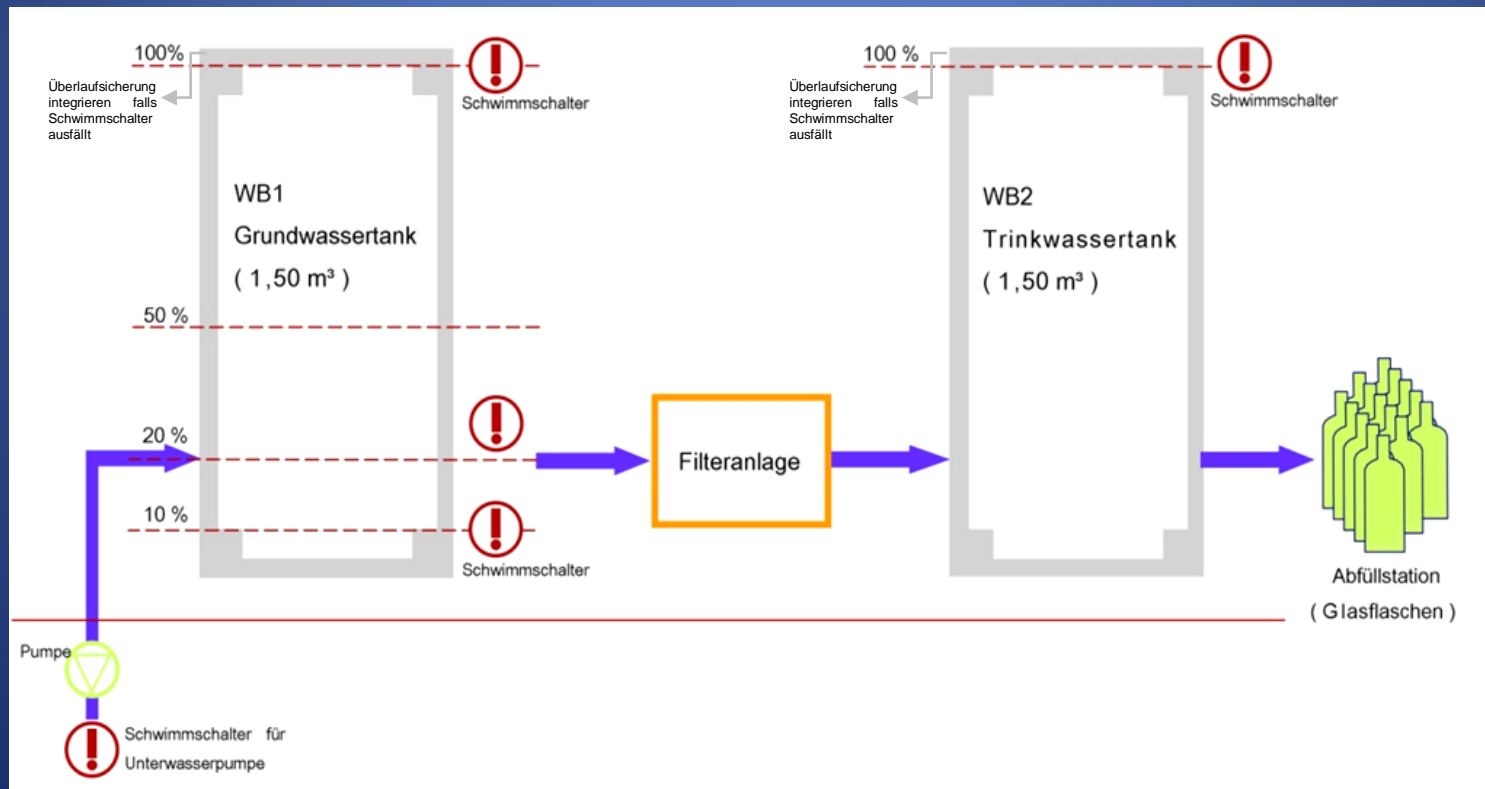 100%
Überlaufsicherung
integrieren falls
Schwimmschalter
ausfällt
Schwimmschalter
WB1
Grundwassertank
( 1,50 m³ )
50 %
20 %
10 %
Schwimmschalter
Filteranlage
100 %
Überlaufsicherung
integrieren falls
Schwimmschalter
ausfällt
Schwimmschalter
WB2
Trinkwassertank
( 1,50 m³ )
Abfüllstation
( Glasflaschen )
Pumpe
Schwimmschalter für
Unterwasserpumpe